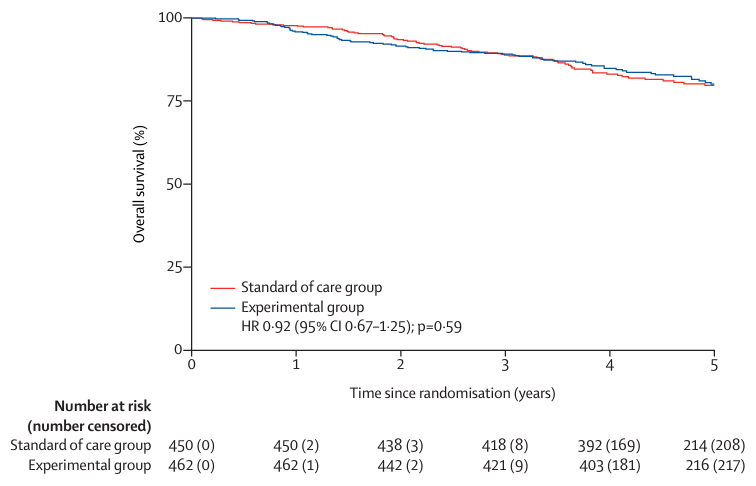 100
75
50
25
0
Overall survival (%)
Standard of care group
Experimental group
HR 0·92 (95% CI 0·67–1·25); p=0·59
0 1 2 3 4 5
Time since randomisation (years)
Number at risk
(number censored)
Standard of care group 450 (0) 450 (2) 438 (3) 418 (8) 392 (169) 214 (208)
Experimental group 462 (0) 462 (1) 442 (2) 421 (9) 403 (181) 216 (217)